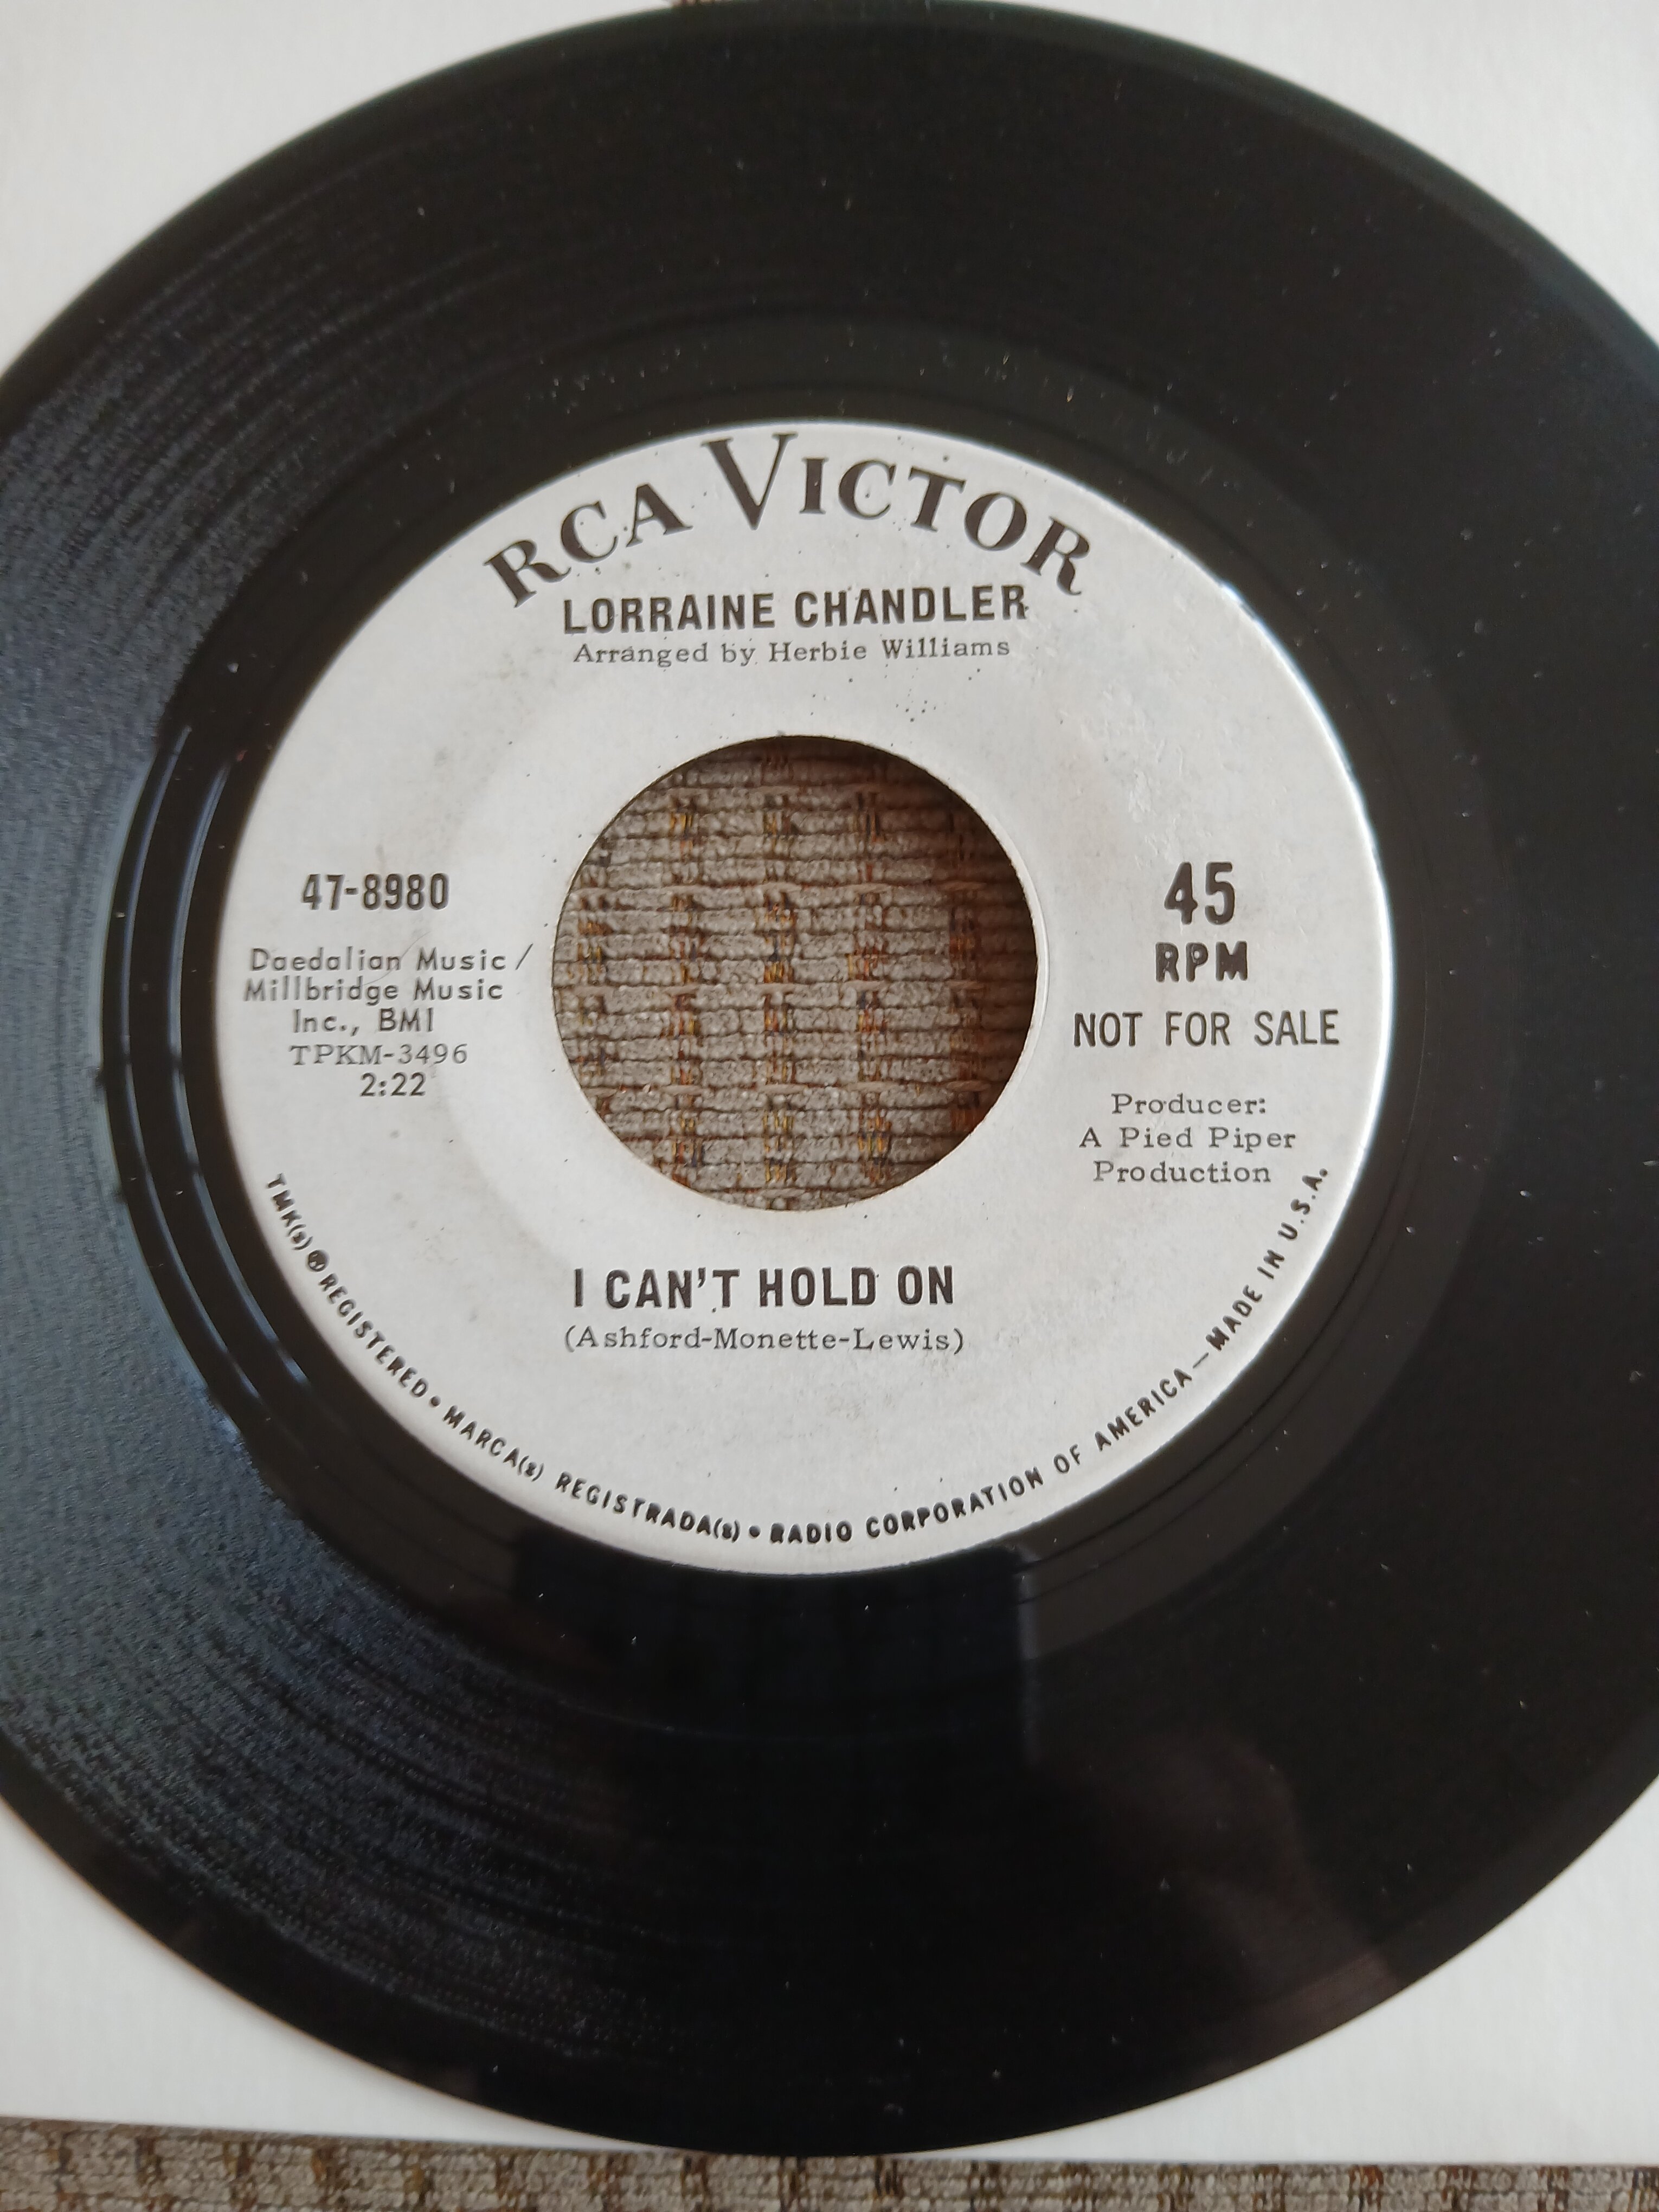 RCA VICTOR
LORRAINE CHANDLER
Arranged by Herbie Williams
47-8980
Daedalian Music /
Millbridge Music
Inc., BMI
TPKM-3496
2:22
45
RPM
NOT FOR SALE
Producer:
A Pied Piper
Production
I CAN'T HOLD ON
(Ashford-Monette-Lewis)
TMK(s) ® REGISTERED • MARCA(s) REGISTRADA(s) • RADIO CORPORATION OF AMERICA — MADE IN U.S.A.